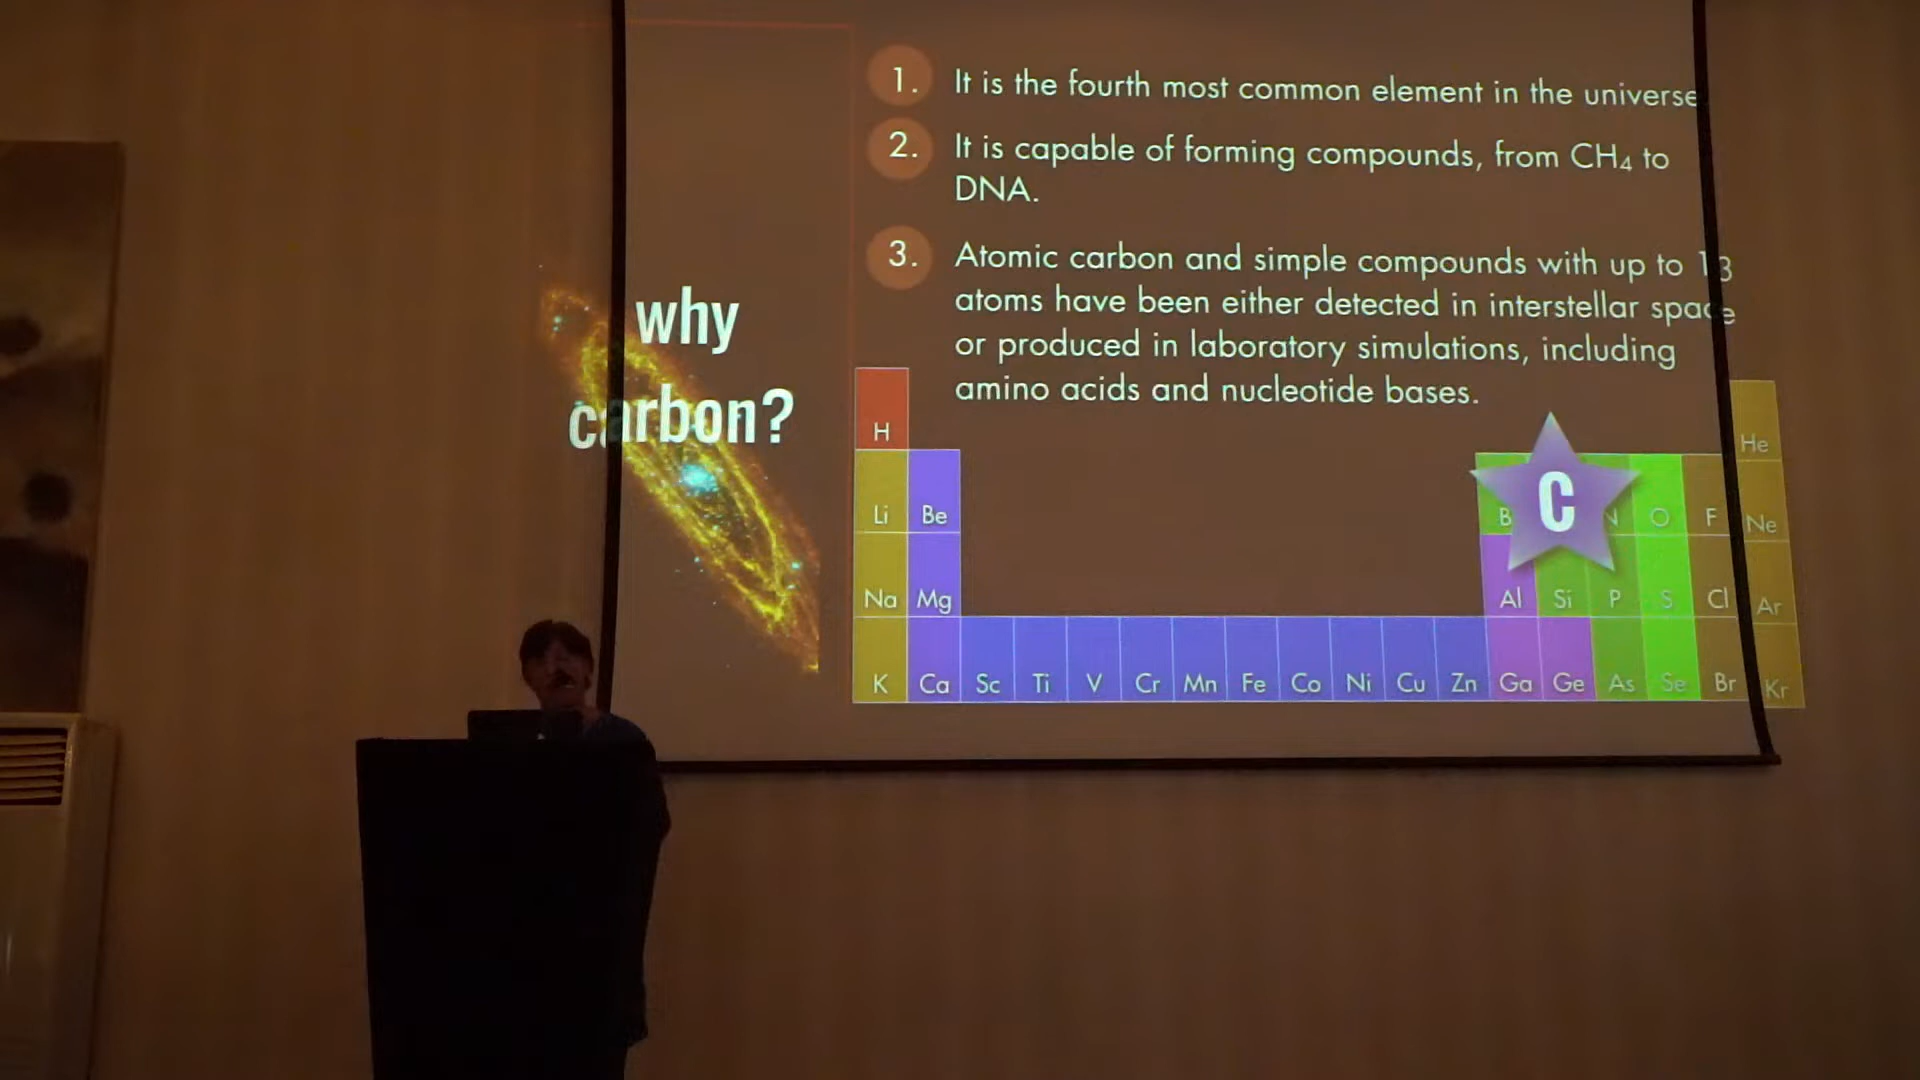 why
carbon?
1. It is the fourth most common element in the universe
2. It is capable of forming compounds, from CH₄ to
DNA.
3. Atomic carbon and simple compounds with up to 13
atoms have been either detected in interstellar space
or produced in laboratory simulations, including
amino acids and nucleotide bases.
H He
Li Be B C N O F Ne
Na Mg Al Si P S Cl Ar
K Ca Sc Ti V Cr Mn Fe Co Ni Cu Zn Ga Ge As Se Br Kr